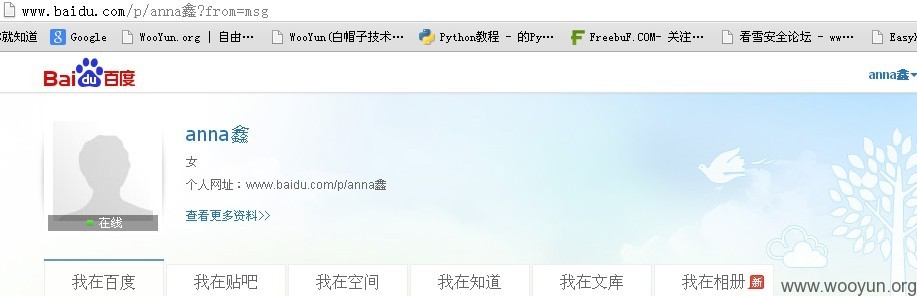 www.baidu.com/p/anna鑫?from=msg
就知道 Google WooYun.org | 自由… WooYun(白帽子技术… Python教程 - 的Py… FreebuF.COM- 关注… 看雪安全论坛 - ww… EasyX
Bai du 百度 anna鑫
anna鑫
女
个人网址：www.baidu.com/p/anna鑫
在线 查看更多资料>>
我在百度 我在贴吧 我在空间 我在知道 我在文库 我在相册 新
www.wooyun.org